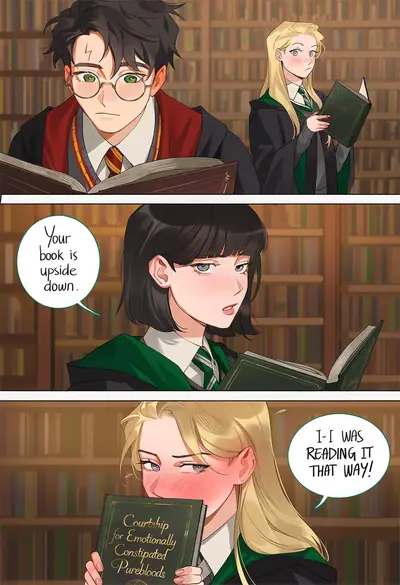 Your
book is
upside
down.
I-I WAS
READING IT
THAT WAY!
Courtship
for Emotionally
Constipated
Purebloods